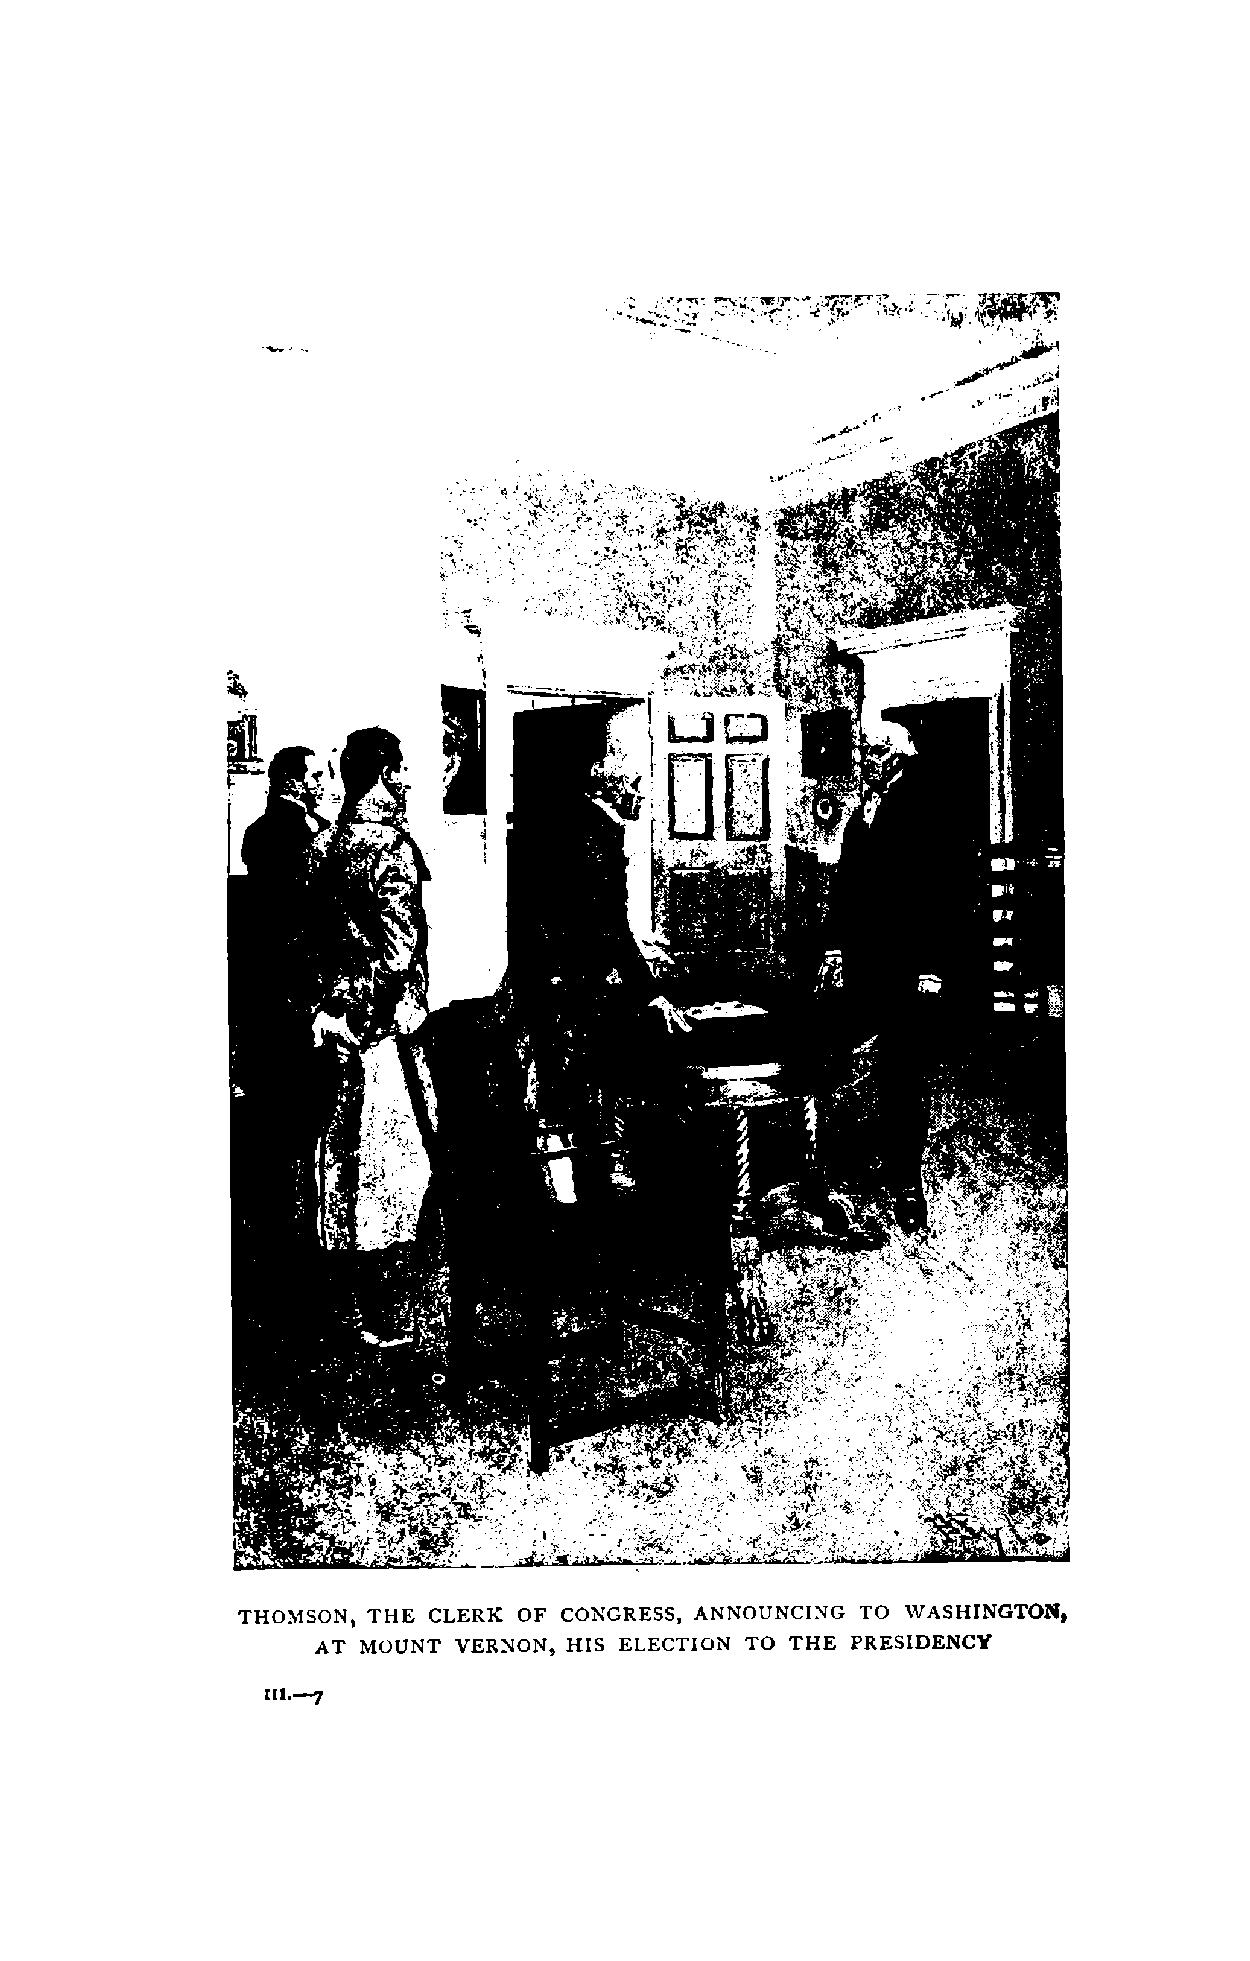 THOMSON, THE CLERK OF CONGRESS, ANNOUNCING TO WASHINGTON,
AT MOUNT VERNON, HIS ELECTION TO THE PRESIDENCY
III.—7